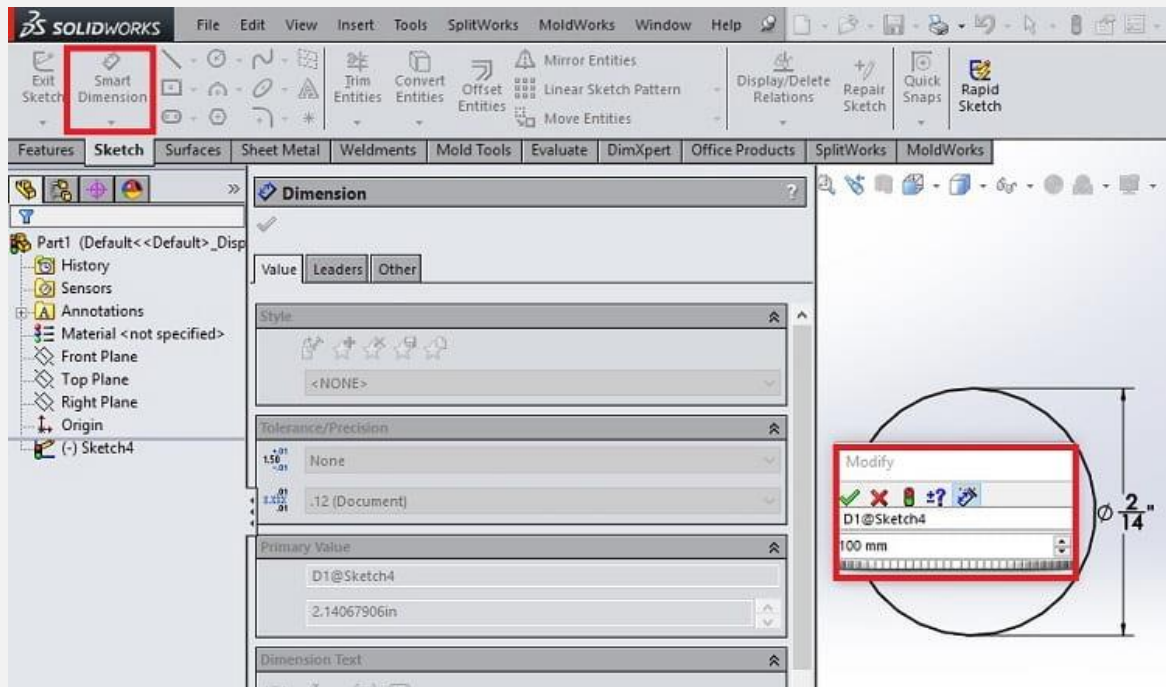 SOLIDWORKS File Edit View Insert Tools SplitWorks MoldWorks Window Help
Exit Sketch
Smart Dimension
Trim Entities
Convert Entities
Offset Entities
Mirror Entities
Linear Sketch Pattern
Move Entities
Display/Delete Relations
Repair Sketch
Quick Snaps
Rapid Sketch
Features Sketch Surfaces Sheet Metal Weldments Mold Tools Evaluate DimXpert Office Products SplitWorks MoldWorks
Part1 (Default<<Default>_Disp
History
Sensors
A Annotations
Material <not specified>
Front Plane
Top Plane
Right Plane
Origin
(-) Sketch4
Dimension ?
Value Leaders Other
Style
<NONE>
Tolerance/Precision
None
.12 (Document)
Primary Value
D1@Sketch4
2.14067906in
Dimension Text
Modify
±?
D1@Sketch4
100 mm
Ø 2/14"